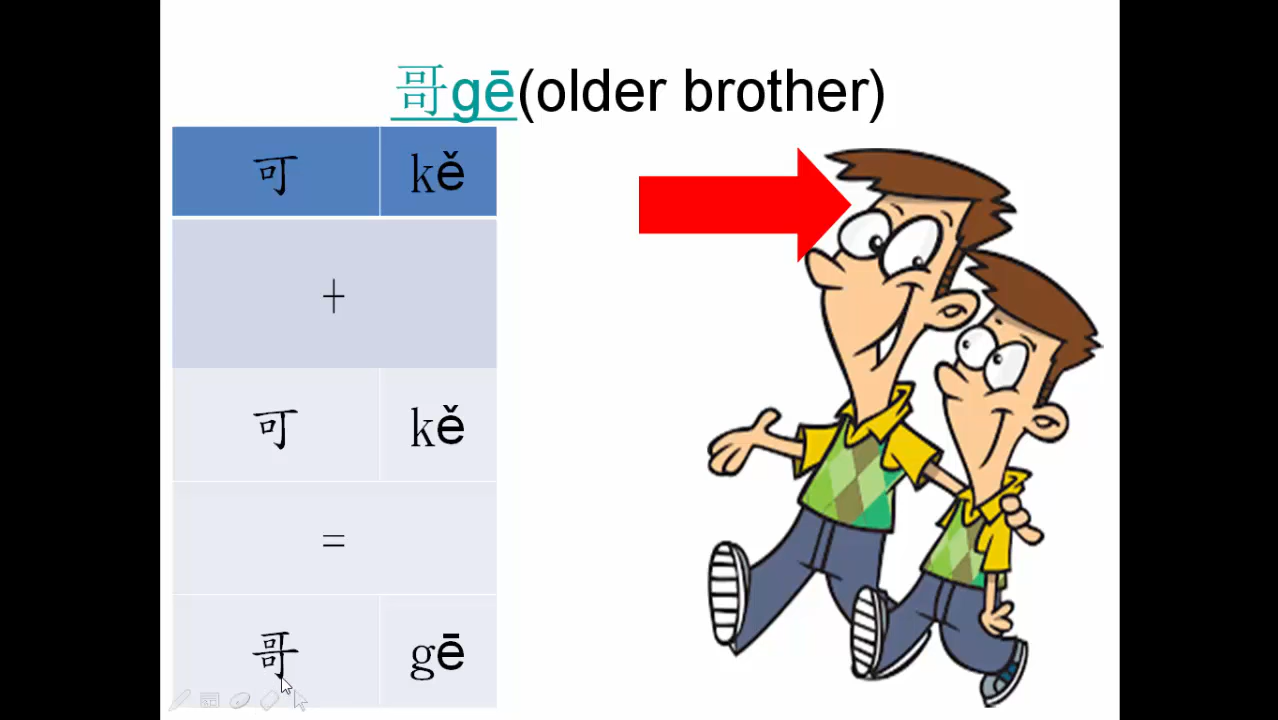 哥gē(older brother)
可 kě
+
可 kě
=
哥 gē